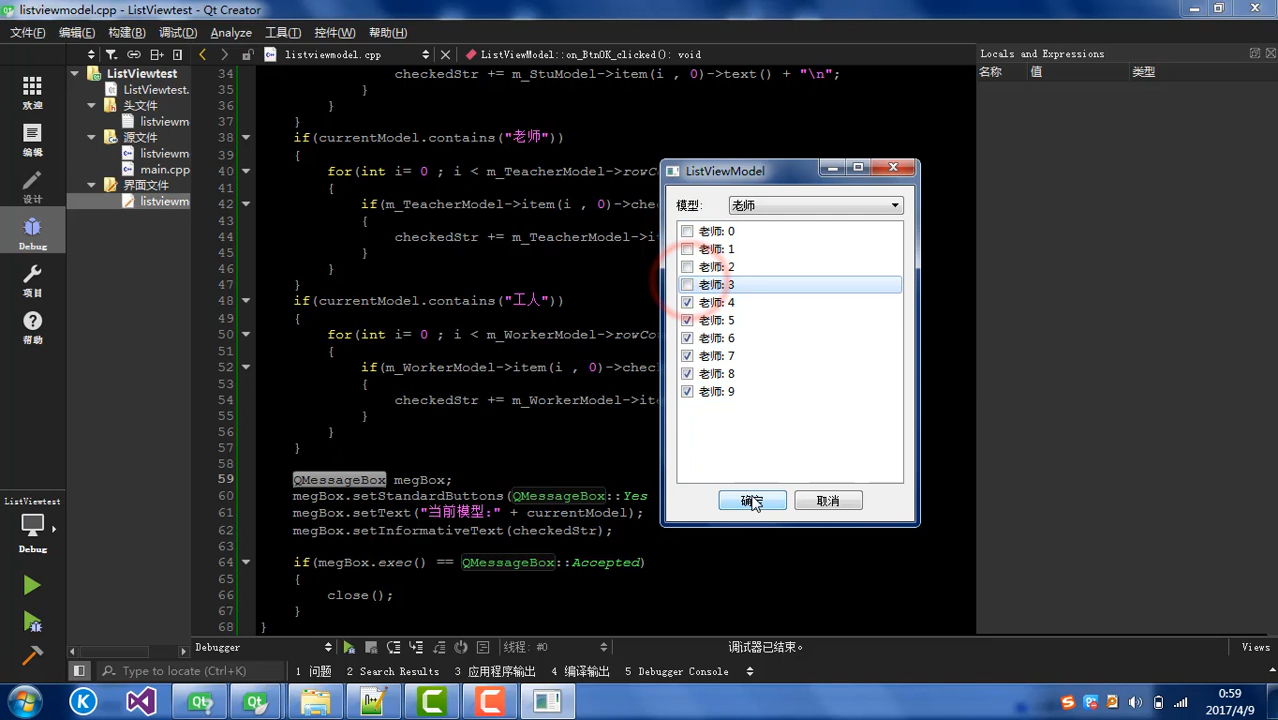 listviewmodel.cpp - ListViewtest - Qt Creator
文件(F) 编辑(E) 构建(B) 调试(D) Analyze 工具(T) 控件(W) 帮助(H)
listviewmodel.cpp ListViewModel::on_BtnOK_clicked(): void Locals and Expressions
名称 值 类型
欢迎
编辑
设计
Debug
项目
帮助
ListViewtest
Debug
ListViewtest
ListViewtest.
头文件
listviewm
源文件
listviewm
main.cpp
界面文件
listviewm
34 checkedStr += m_StuModel->item(i , 0)->text() + "\n";
35 }
36 }
37 }
38 if(currentModel.contains("老师"))
39 {
40 for(int i= 0 ; i < m_TeacherModel->rowCo
41 {
42 if(m_TeacherModel->item(i , 0)->chec
43 {
44 checkedStr += m_TeacherModel->it
45 }
46 }
47 }
48 if(currentModel.contains("工人"))
49 {
50 for(int i= 0 ; i < m_WorkerModel->rowCo
51 {
52 if(m_WorkerModel->item(i , 0)->chec
53 {
54 checkedStr += m_WorkerModel->ite
55 }
56 }
57 }
58
59 QMessageBox megBox;
60 megBox.setStandardButtons(QMessageBox::Yes
61 megBox.setText("当前模型:" + currentModel);
62 megBox.setInformativeText(checkedStr);
63
64 if(megBox.exec() == QMessageBox::Accepted)
65 {
66 close();
67 }
68 }
ListViewModel
模型: 老师
老师: 0
老师: 1
老师: 2
老师: 3
老师: 4
老师: 5
老师: 6
老师: 7
老师: 8
老师: 9
确定 取消
Debugger 线程: #0 调试器已结束。 Views
Type to locate (Ctrl+K) 1 问题 2 Search Results 3 应用程序输出 4 编译输出 5 Debugger Console
0:59
2017/4/9